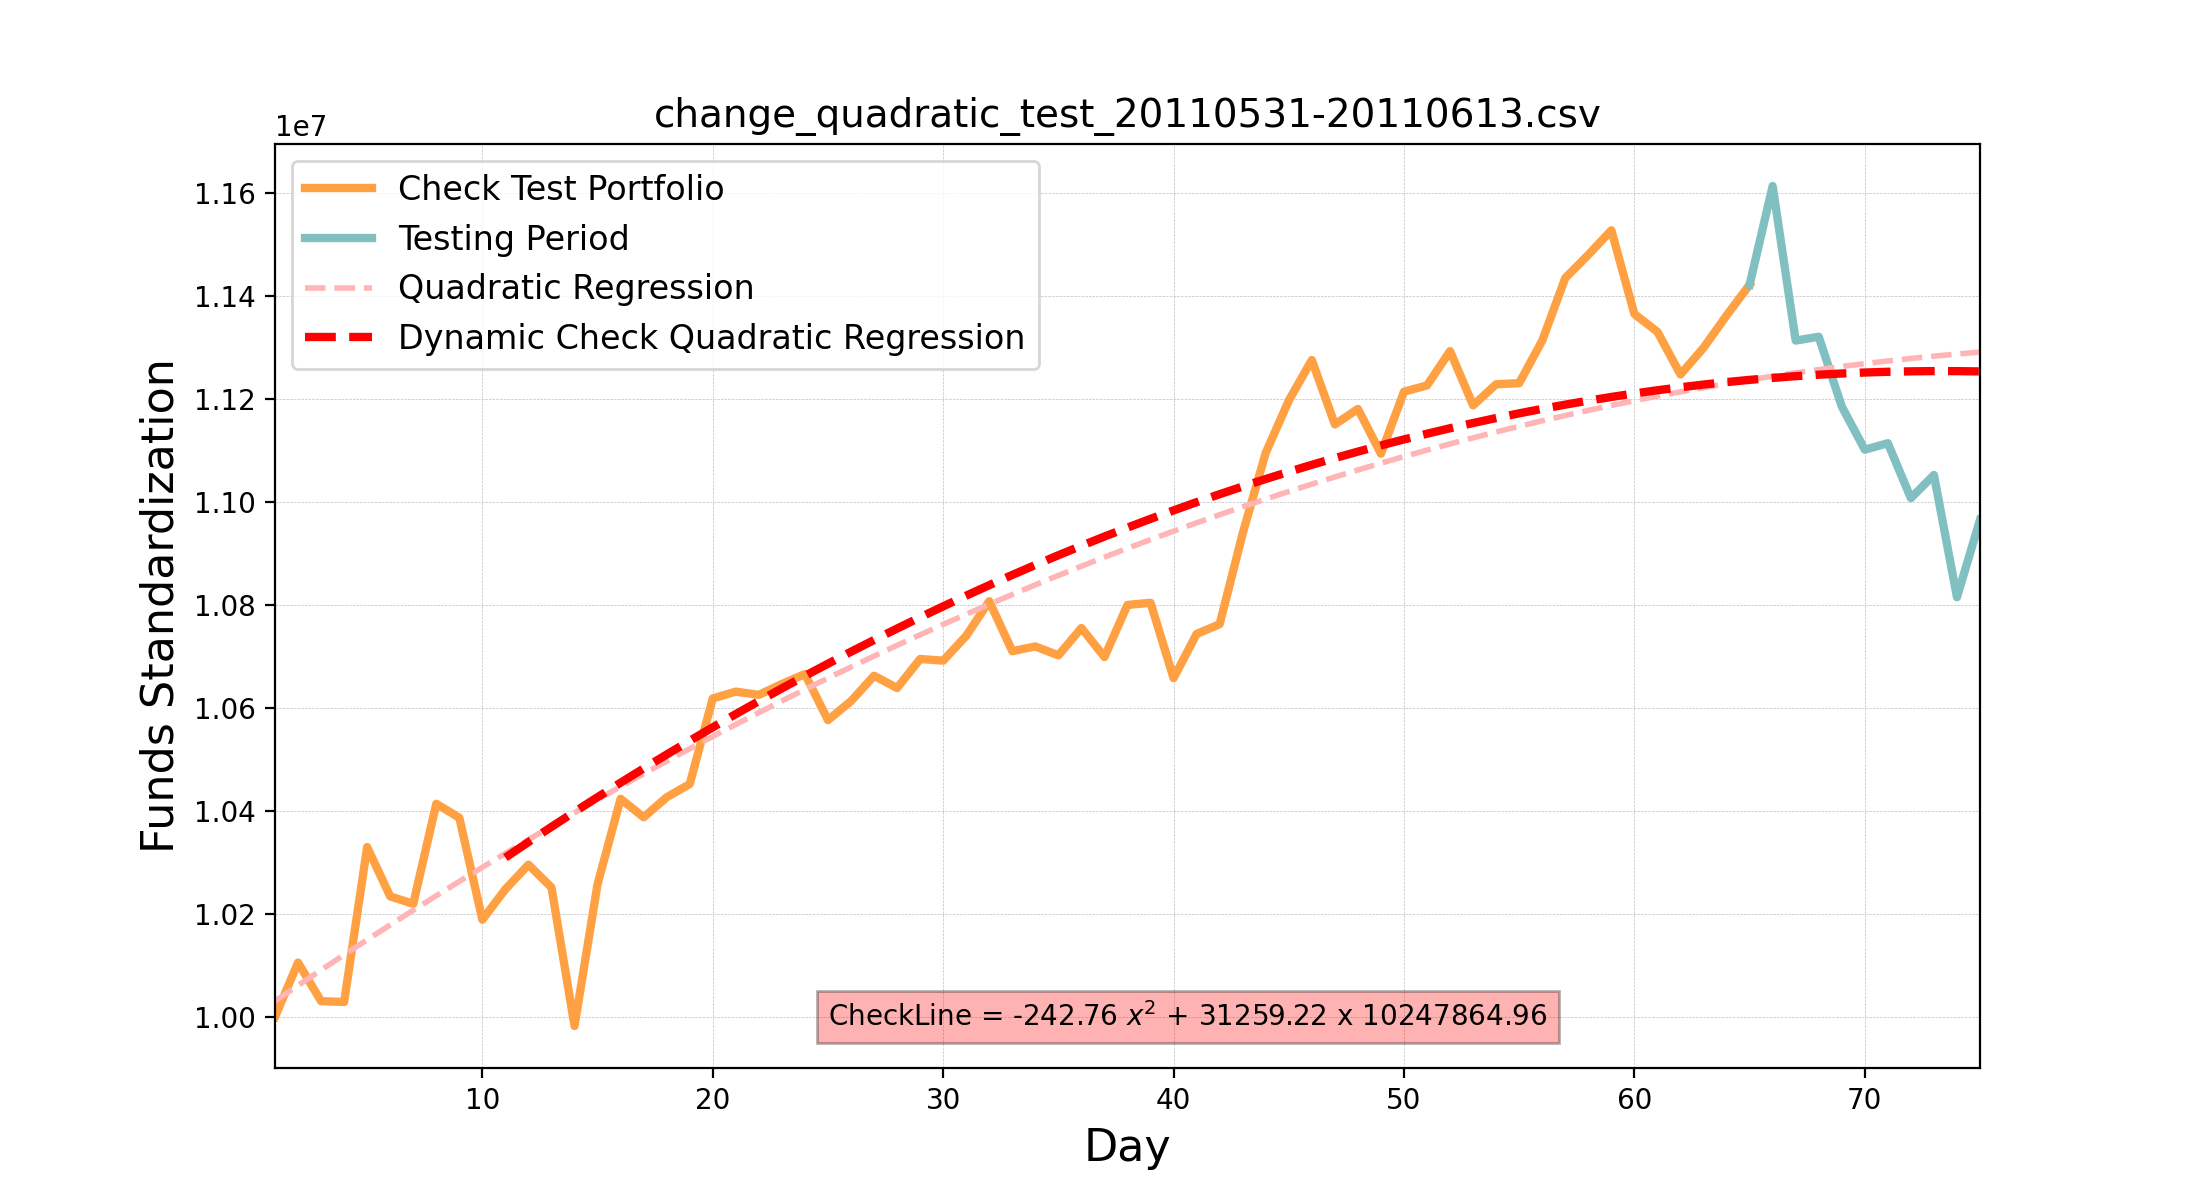 change_quadratic_test_20110531-20110613.csv
1e7
Check Test Portfolio
Testing Period
Quadratic Regression
Dynamic Check Quadratic Regression
1.16
1.14
1.12
1.10
1.08
1.06
1.04
1.02
1.00
Funds Standardization
CheckLine = -242.76 x² + 31259.22 x 10247864.96
10 20 30 40 50 60 70
Day